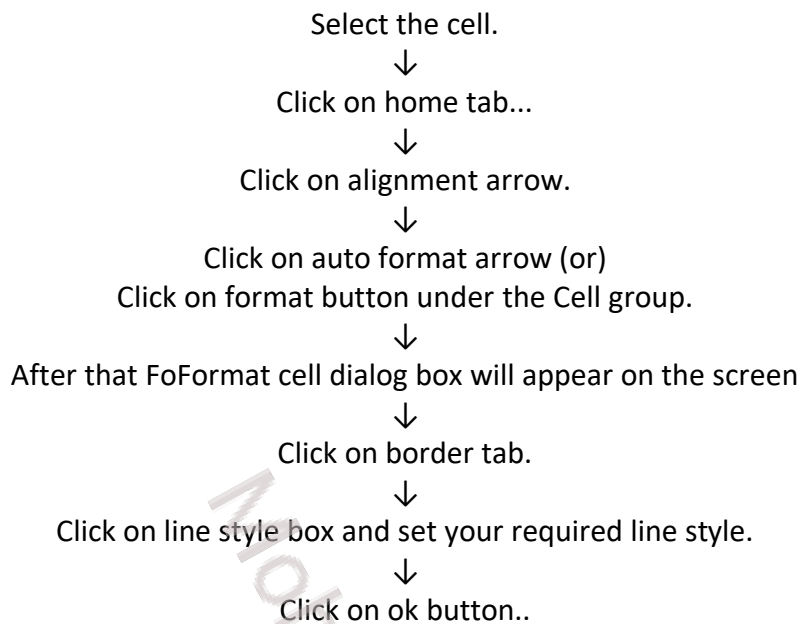 Select the cell.
↓
Click on home tab...
↓
Click on alignment arrow.
↓
Click on auto format arrow (or)
Click on format button under the Cell group.
↓
After that FoFormat cell dialog box will appear on the screen
↓
Click on border tab.
↓
Click on line style box and set your required line style.
↓
Click on ok button..